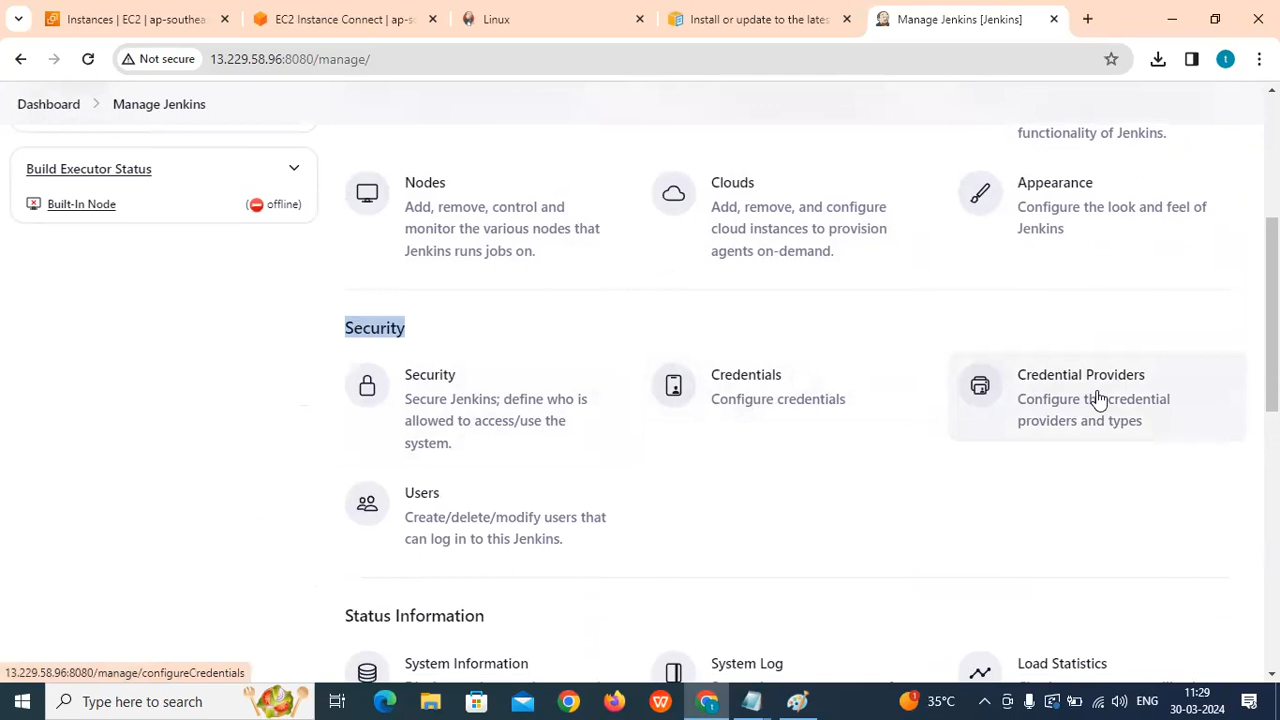 Instances | EC2 | ap-southea
EC2 Instance Connect | ap-s
Linux
Install or update to the lates
Manage Jenkins [Jenkins]
Not secure
13.229.58.96:8080/manage/
t
Dashboard
Manage Jenkins
functionality of Jenkins.
Build Executor Status
Built-In Node
(offline)
Nodes
Add, remove, control and
monitor the various nodes that
Jenkins runs jobs on.
Clouds
Add, remove, and configure
cloud instances to provision
agents on-demand.
Appearance
Configure the look and feel of
Jenkins
Security
Security
Secure Jenkins; define who is
allowed to access/use the
system.
Credentials
Configure credentials
Credential Providers
Configure the credential
providers and types
Users
Create/delete/modify users that
can log in to this Jenkins.
Status Information
System Information
System Log
Load Statistics
13.229.58.96:8080/manage/configureCredentials
Type here to search
1
35°C
ENG
11:29
30-03-2024